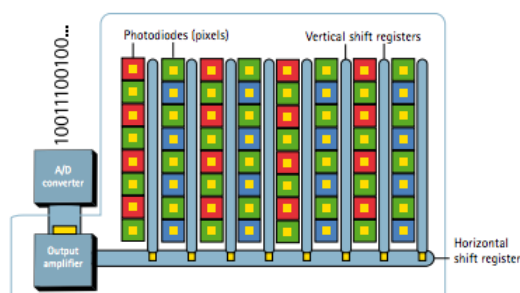 Photodiodes (pixels)
Vertical shift registers
10011100100...
A/D
converter
Output
amplifier
Horizontal
shift register